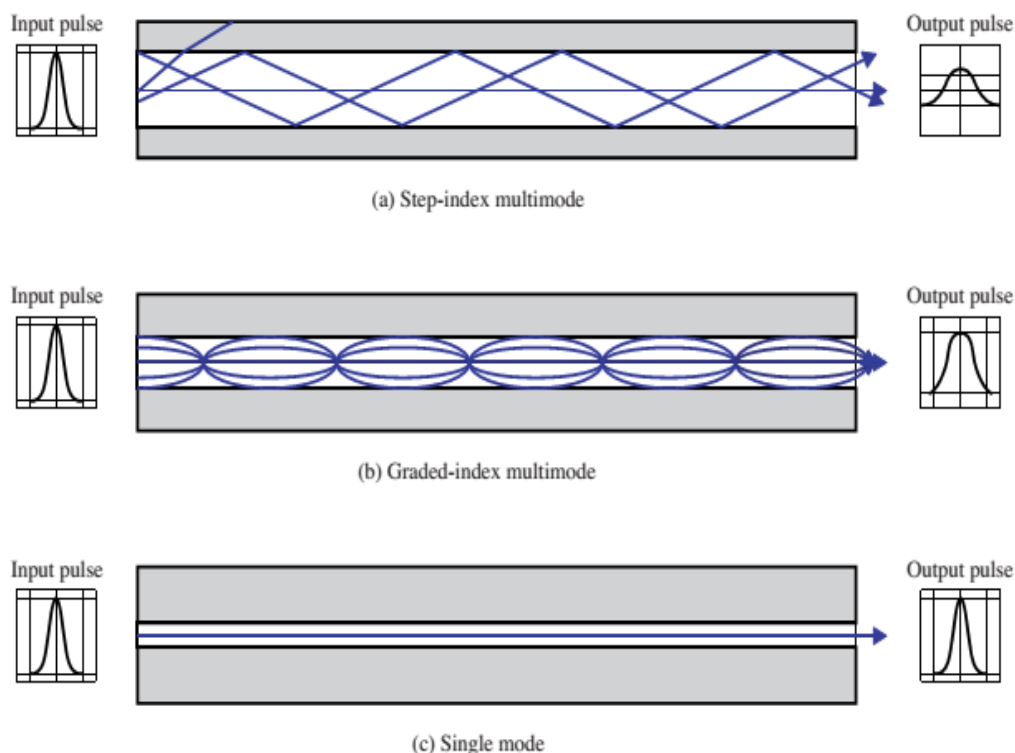 Input pulse
Output pulse
(a) Step-index multimode
Input pulse
Output pulse
(b) Graded-index multimode
Input pulse
Output pulse
(c) Single mode